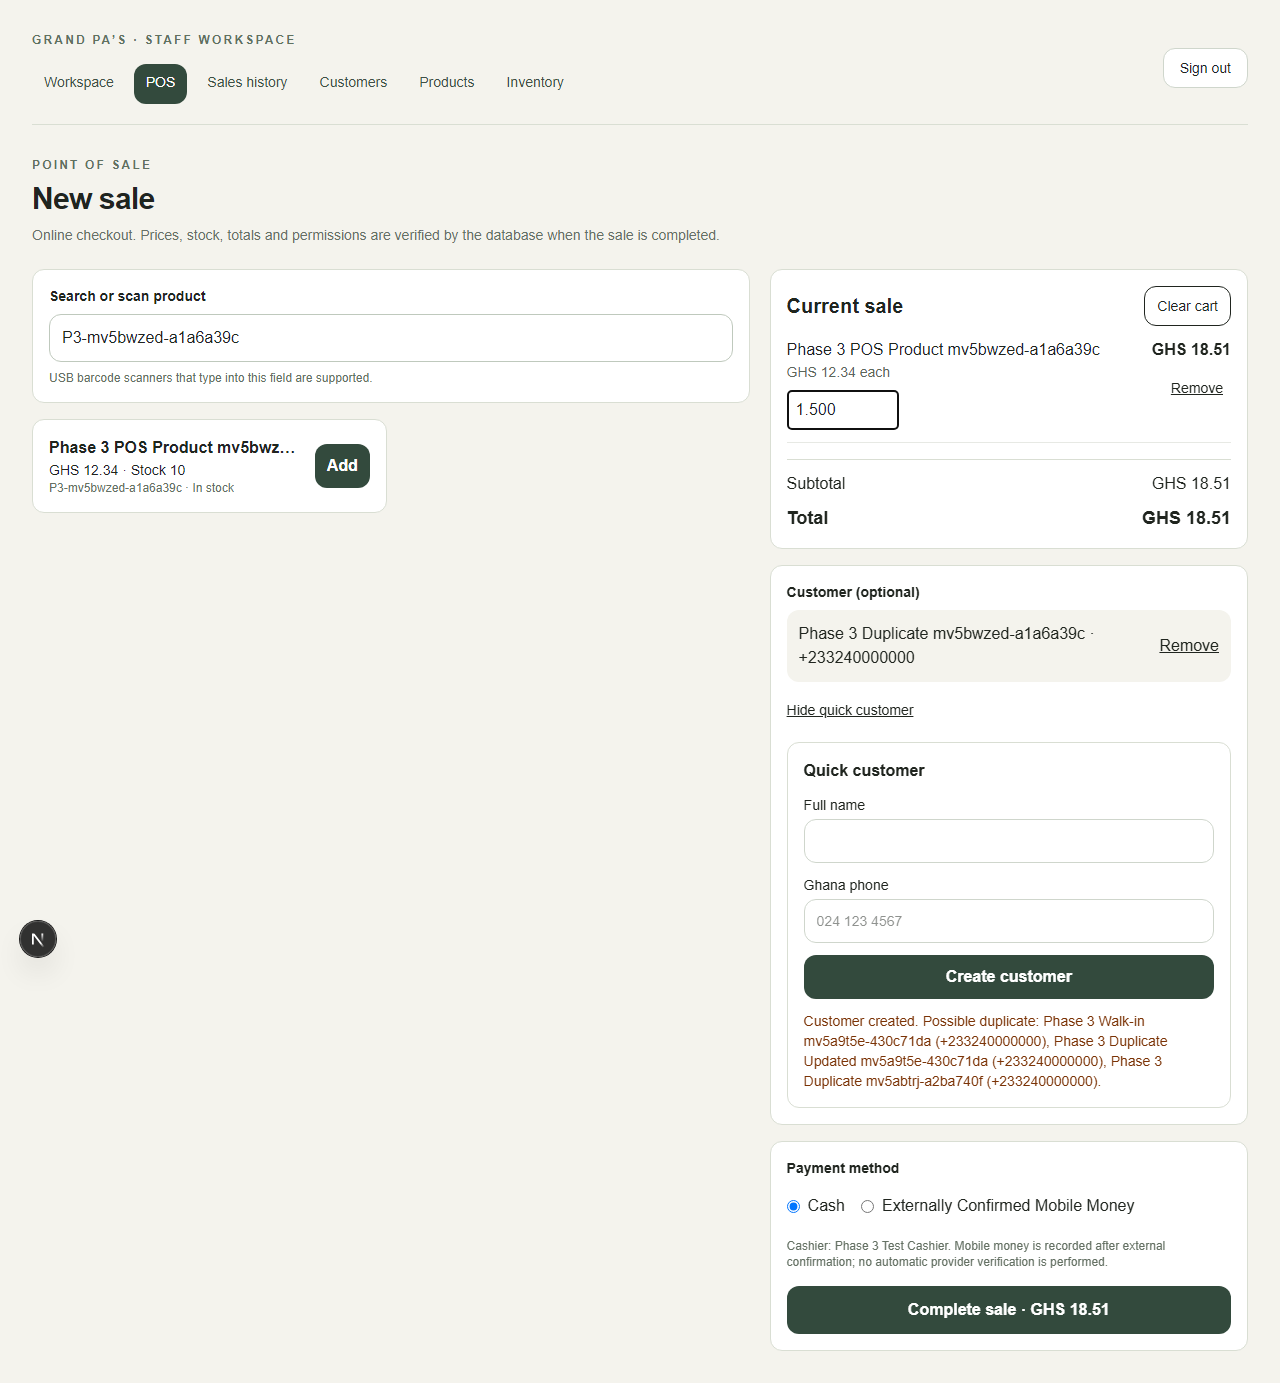 GRAND PA'S · STAFF WORKSPACE
Workspace
POS
Sales history
Customers
Products
Inventory
Sign out
POINT OF SALE
New sale
Online checkout. Prices, stock, totals and permissions are verified by the database when the sale is completed.
Search or scan product
P3-mv5bwzed-a1a6a39c
USB barcode scanners that type into this field are supported.
Phase 3 POS Product mv5bwz...
GHS 12.34 · Stock 10
P3-mv5bwzed-a1a6a39c · In stock
Add
Current sale
Clear cart
Phase 3 POS Product mv5bwzed-a1a6a39c
GHS 18.51
GHS 12.34 each
Remove
1.500
Subtotal
GHS 18.51
Total
GHS 18.51
Customer (optional)
Phase 3 Duplicate mv5bwzed-a1a6a39c ·
+233240000000
Remove
Hide quick customer
Quick customer
Full name
Ghana phone
024 123 4567
Create customer
Customer created. Possible duplicate: Phase 3 Walk-in
mv5a9t5e-430c71da (+233240000000), Phase 3 Duplicate
Updated mv5a9t5e-430c71da (+233240000000), Phase 3
Duplicate mv5abtrj-a2ba740f (+233240000000).
N
Payment method
Cash
Externally Confirmed Mobile Money
Cashier: Phase 3 Test Cashier. Mobile money is recorded after external
confirmation; no automatic provider verification is performed.
Complete sale · GHS 18.51